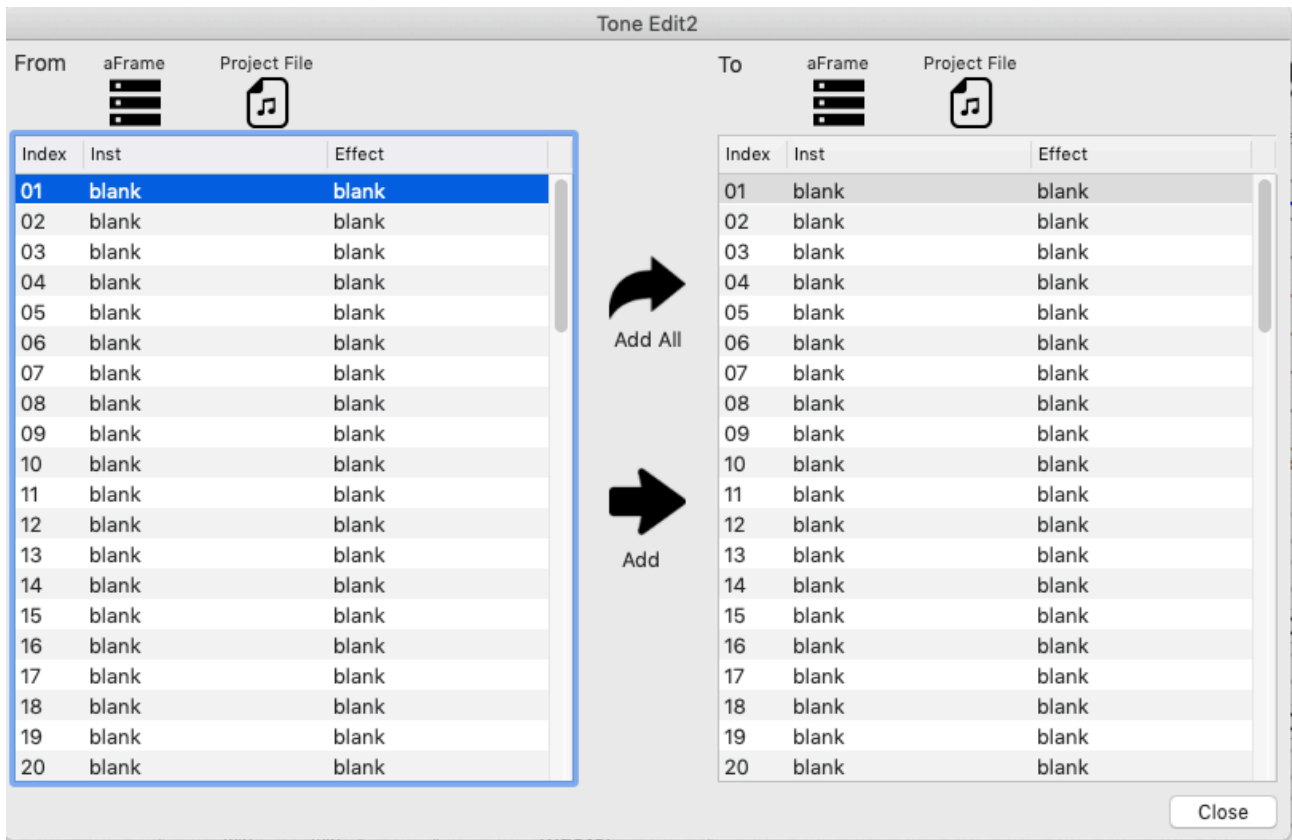 Tone Edit2
From aFrame Project File To aFrame Project File
Index Inst Effect Index Inst Effect
01 blank blank 01 blank blank
02 blank blank 02 blank blank
03 blank blank 03 blank blank
04 blank blank 04 blank blank
05 blank blank 05 blank blank
06 blank blank Add All 06 blank blank
07 blank blank 07 blank blank
08 blank blank 08 blank blank
09 blank blank 09 blank blank
10 blank blank 10 blank blank
11 blank blank 11 blank blank
12 blank blank 12 blank blank
13 blank blank Add 13 blank blank
14 blank blank 14 blank blank
15 blank blank 15 blank blank
16 blank blank 16 blank blank
17 blank blank 17 blank blank
18 blank blank 18 blank blank
19 blank blank 19 blank blank
20 blank blank 20 blank blank
Close